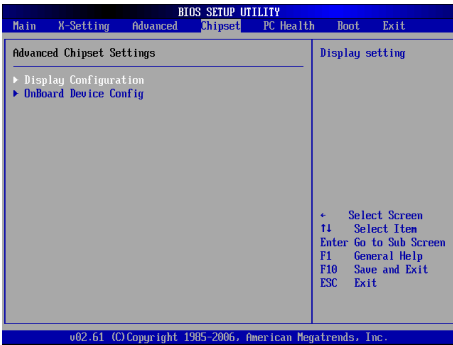 BIOS SETUP UTILITY
Main X-Setting Advanced Chipset PC Health Boot Exit
Advanced Chipset Settings
Display Configuration
OnBoard Device Config
Display setting
← Select Screen
↑↓ Select Item
Enter Go to Sub Screen
F1 General Help
F10 Save and Exit
ESC Exit
v02.61 (C)Copyright 1985-2006, American Megatrends, Inc.